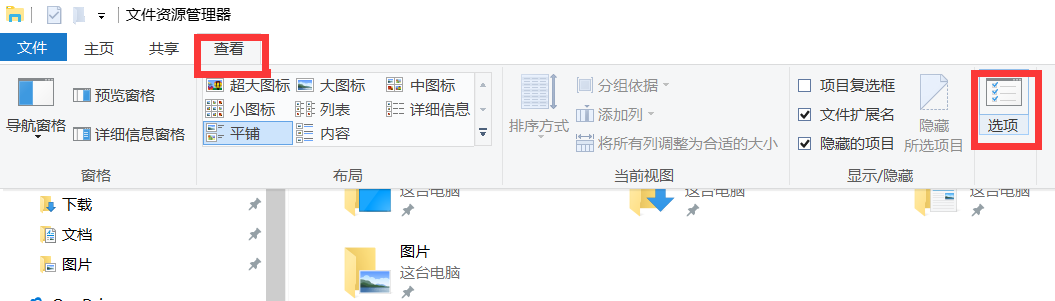 文件资源管理器
文件 主页 共享 查看
导航窗格
预览窗格
详细信息窗格
窗格
超大图标 大图标 中图标
小图标 列表 详细信息
平铺 内容
布局
排序方式
分组依据
添加列
将所有列调整为合适的大小
当前视图
项目复选框
文件扩展名
隐藏的项目
隐藏
所选项目
显示/隐藏
选项
下载
文档
图片
这台电脑
这台电脑
这台电脑
图片
这台电脑